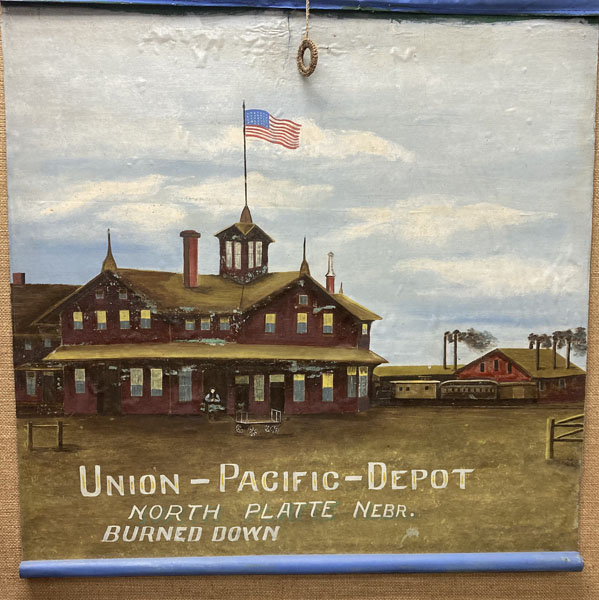 UNION - PACIFIC - DEPOT
NORTH PLATTE NEBR.
BURNED DOWN